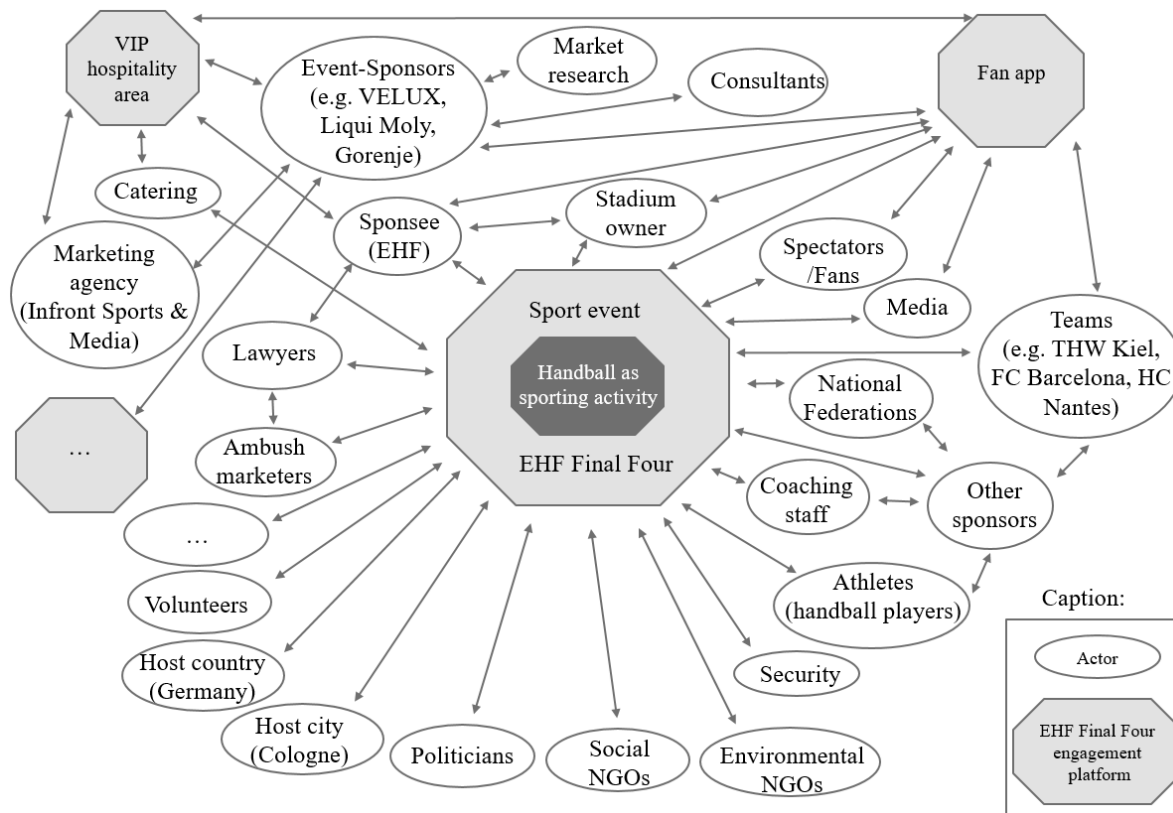 VIP
hospitality
area
Event-Sponsors
(e.g. VELUX,
Liqui Moly,
Gorenje)
Market
research
Consultants
Fan app
Catering
Sponsee
(EHF)
Stadium
owner
Spectators
/Fans
Marketing
agency
(Infront Sports &
Media)
Media
Teams
(e.g. THW Kiel,
FC Barcelona, HC
Nantes)
Lawyers
Sport event
Handball as
sporting activity
EHF Final Four
National
Federations
…
Ambush
marketers
Coaching
staff
Other
sponsors
…
Volunteers
Athletes
(handball players)
Host country
(Germany)
Security
Host city
(Cologne)
Politicians
Social
NGOs
Environmental
NGOs
Caption:
Actor
EHF Final Four
engagement
platform